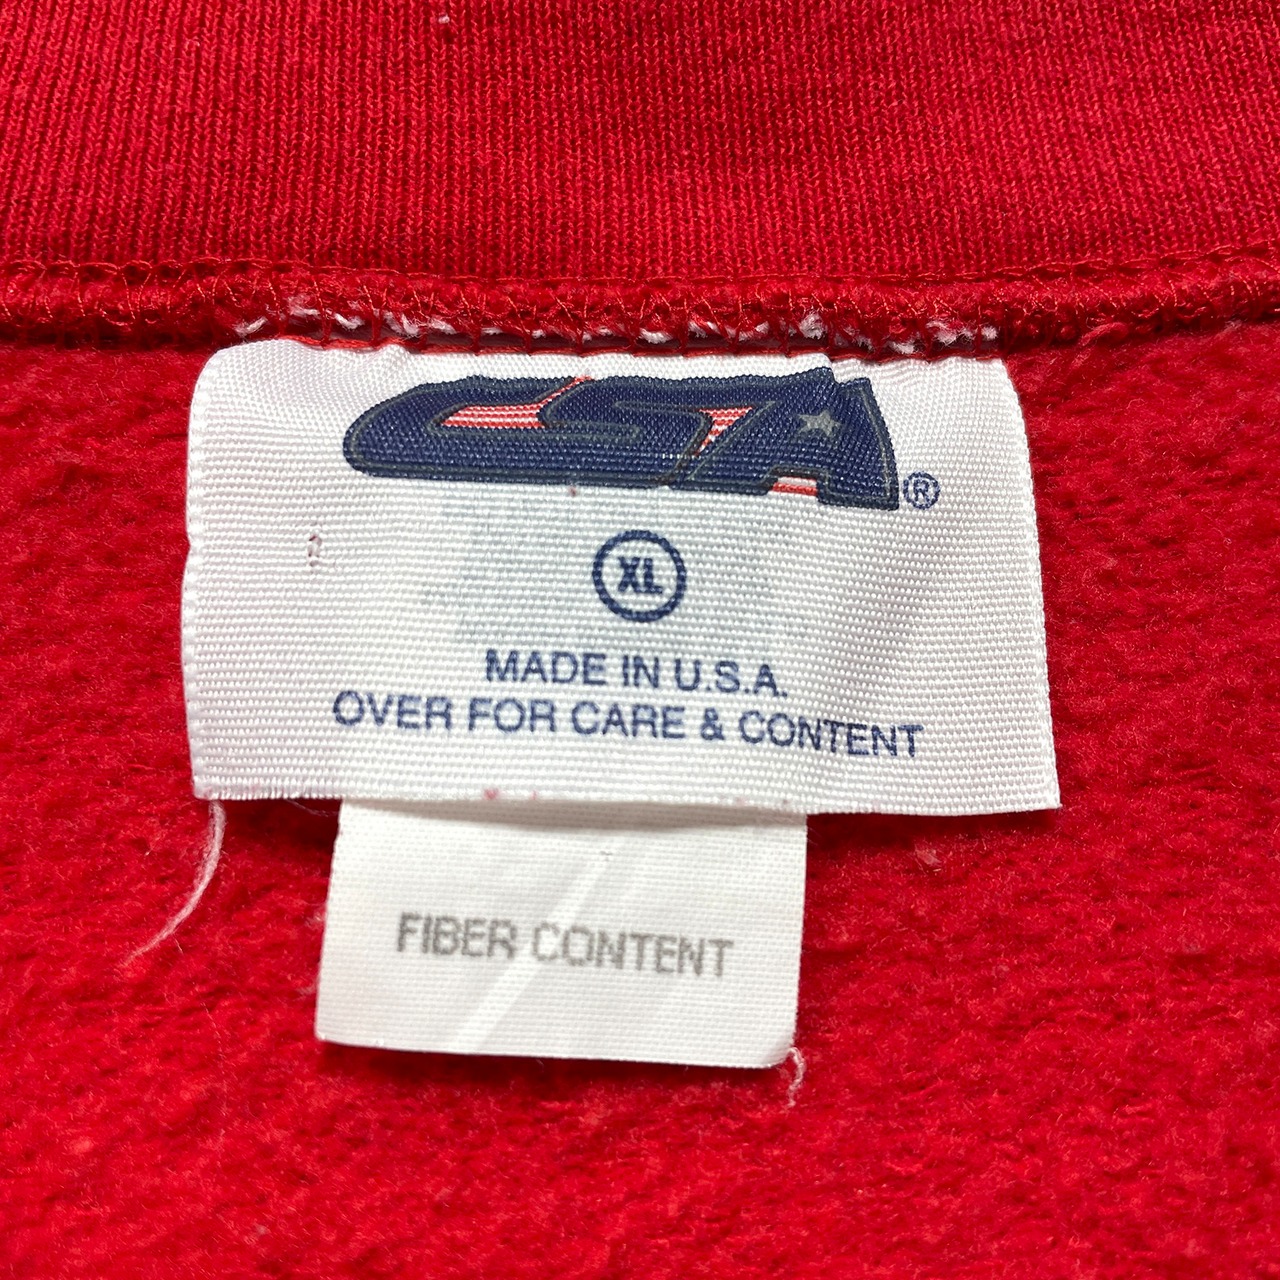 CSA®
XL
MADE IN U.S.A.
OVER FOR CARE & CONTENT
FIBER CONTENT